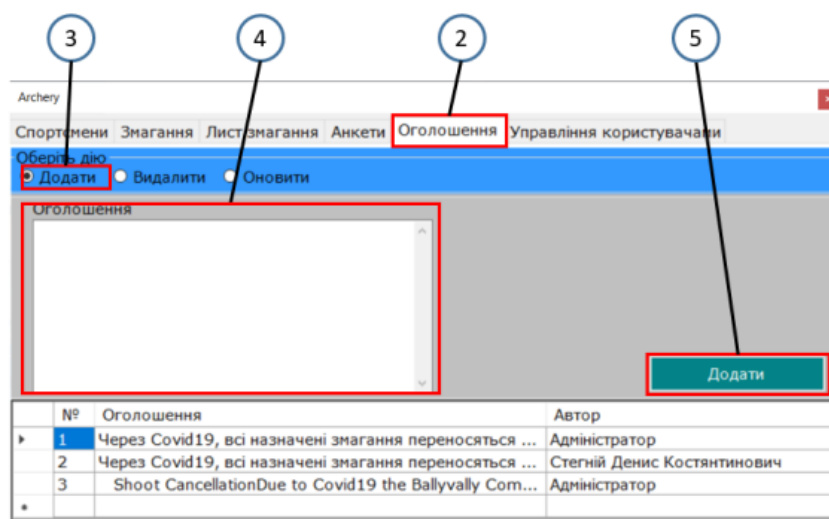 3 4 2 5
Archery x
Спортсмени Змагання Лист змагання Анкети Оголошення Управління користувачами
Оберіть дію
Додати Видалити Оновити
Оголошення
Додати
№ Оголошення Автор
1 Через Covid19, всі назначені змагання переносяться ... Адміністратор
2 Через Covid19, всі назначені змагання переносяться ... Стегній Денис Костянтинович
3 Shoot CancellationDue to Covid19 the Ballyvally Com... Адміністратор